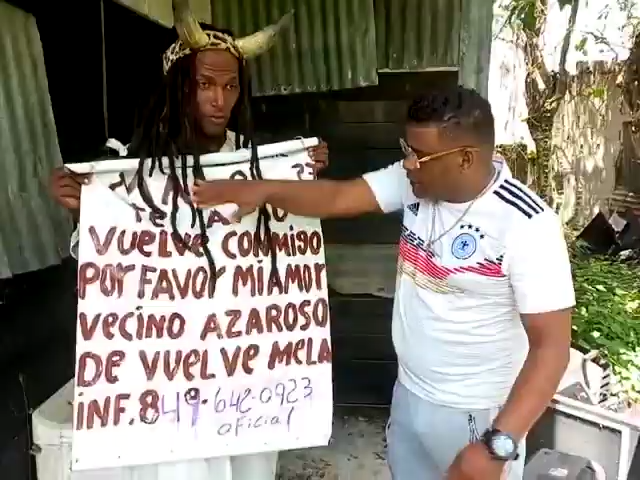 VUELVE CONMIGO
POR FAVOR MI AMOR
VECINO AZAROSO
DE VUELVE MELA
INF. 849-642-0923
oficial